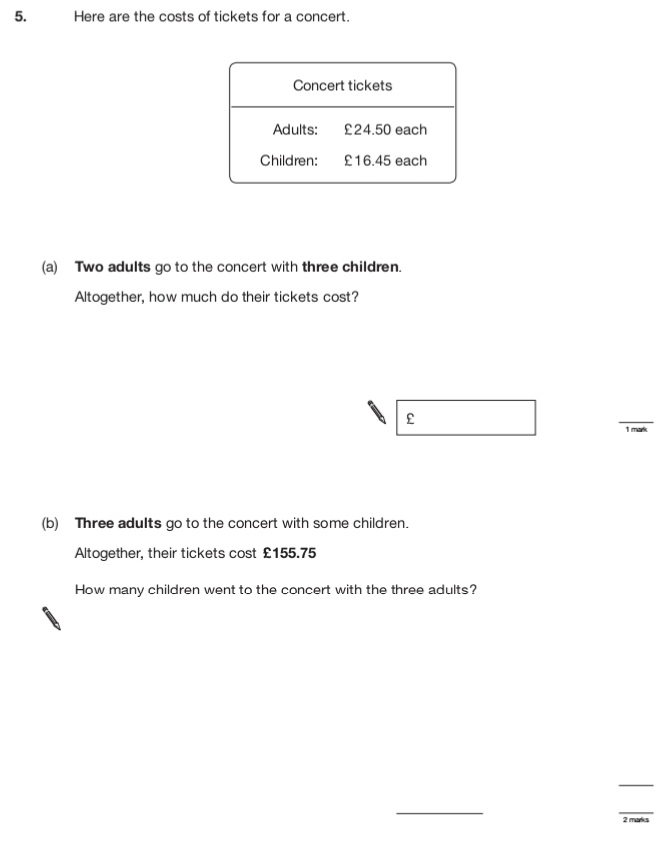 5. Here are the costs of tickets for a concert.
Concert tickets
Adults: £24.50 each
Children: £16.45 each
(a) Two adults go to the concert with three children.
Altogether, how much do their tickets cost?
£
1 mark
(b) Three adults go to the concert with some children.
Altogether, their tickets cost £155.75
How many children went to the concert with the three adults?
2 marks